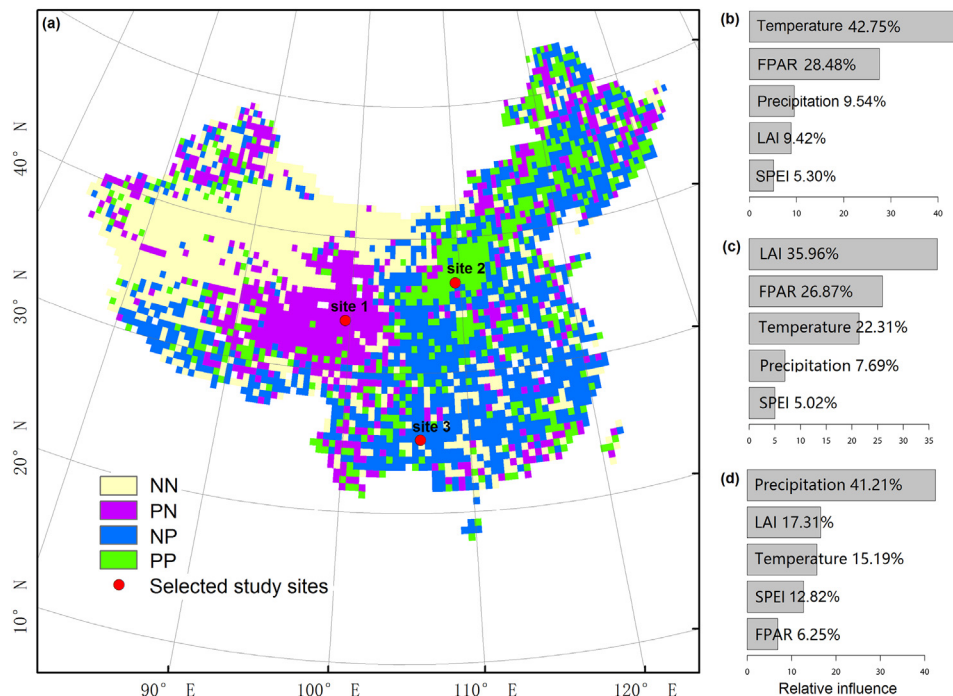 (a)
40° N
30° N
20° N
10° N
90° E
100° E
110° E
120° E
site 1
site 2
site 3
NN
PN
NP
PP
Selected study sites
(b)
Temperature 42.75%
FPAR 28.48%
Precipitation 9.54%
LAI 9.42%
SPEI 5.30%
0 10 20 30 40
(c)
LAI 35.96%
FPAR 26.87%
Temperature 22.31%
Precipitation 7.69%
SPEI 5.02%
0 5 10 15 20 25 30 35
(d)
Precipitation 41.21%
LAI 17.31%
Temperature 15.19%
SPEI 12.82%
FPAR 6.25%
0 10 20 30 40
Relative influence